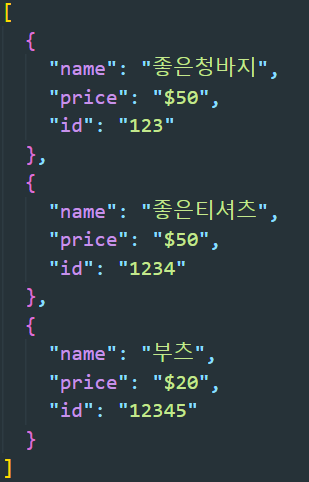 [
  {
    "name": "좋은청바지",
    "price": "$50",
    "id": "123"
  },
  {
    "name": "좋은티셔츠",
    "price": "$50",
    "id": "1234"
  },
  {
    "name": "부츠",
    "price": "$20",
    "id": "12345"
  }
]